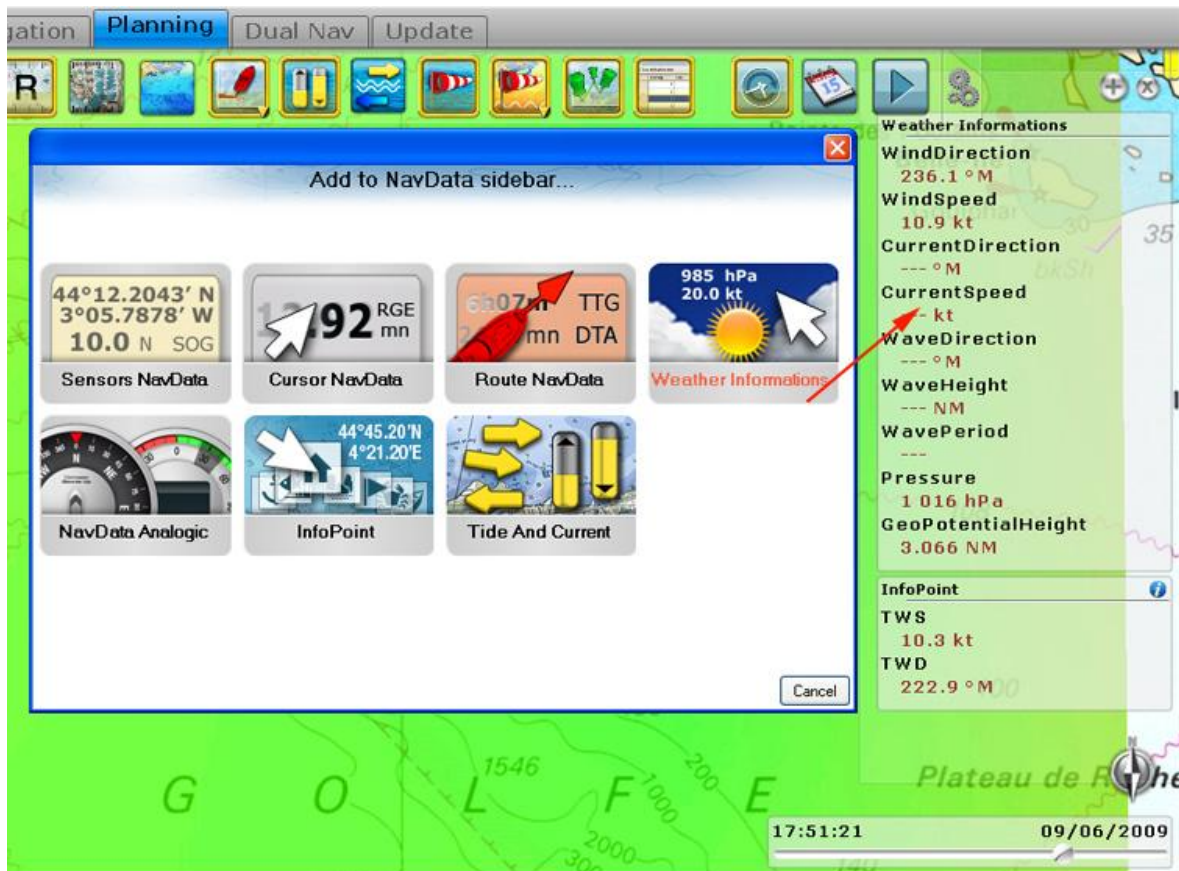 gation Planning Dual Nav Update
R
15
Add to NavData sidebar...
44°12.2043' N
3°05.7878' W
10.0 N SOG
Sensors NavData
.92 RGE
mn
Cursor NavData
6h07m TTG
mn DTA
Route NavData
985 hPa
20.0 kt
Weather Informations
NavData Analogic
44°45.20'N
4°21.20'E
InfoPoint
Tide And Current
Cancel
Weather Informations
WindDirection
236.1 °M
WindSpeed
10.9 kt
CurrentDirection
--- °M
CurrentSpeed
-- kt
WaveDirection
--- °M
WaveHeight
--- NM
WavePeriod
---
Pressure
1 016 hPa
GeoPotentialHeight
3.066 NM
InfoPoint
TWS
10.3 kt
TWD
222.9 °M
30
35
bkSh
G O L F E
1546
200
1000
2000
Plateau de R
N
17:51:21 09/06/2009
140